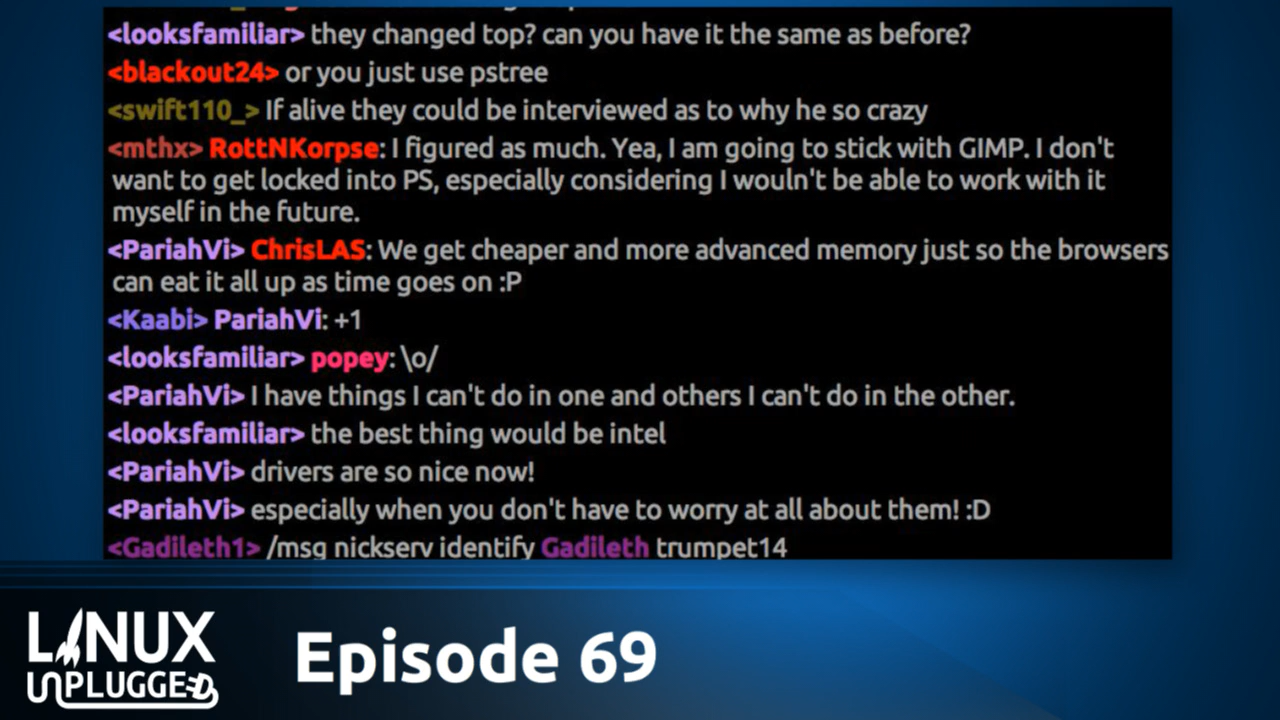 <looksfamiliar> they changed top? can you have it the same as before?
<blackout24> or you just use pstree
<swift110_> If alive they could be interviewed as to why he so crazy
<mthx> RottNKorpse: I figured as much. Yea, I am going to stick with GIMP. I don't
want to get locked into PS, especially considering I wouln't be able to work with it
myself in the future.
<PariahVi> ChrisLAS: We get cheaper and more advanced memory just so the browsers
can eat it all up as time goes on :P
<Kaabi> PariahVi: +1
<looksfamiliar> popey: \o/
<PariahVi> I have things I can't do in one and others I can't do in the other.
<looksfamiliar> the best thing would be intel
<PariahVi> drivers are so nice now!
<PariahVi> especially when you don't have to worry at all about them! :D
<Gadileth1> /msg nickserv identify Gadileth trumpet14
LINUX
UNPLUGGED
Episode 69